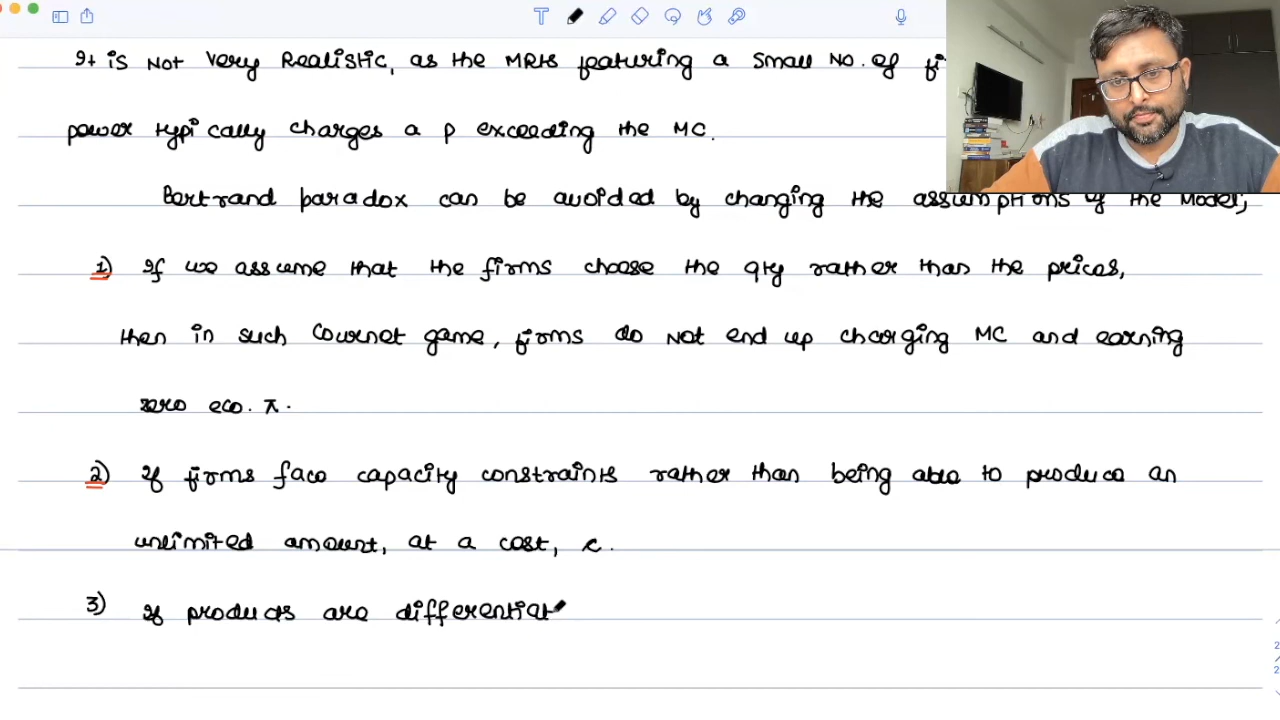 It is Not Very Realistic, as the MRKts featuring a small No. of fi
power typically charges a p exceeding the MC.
Bertrand paradox can be avoided by changing the assumptions of the Model,
1) if we assume that the firms choose the qty rather than the prices,
then in such Cournot game, firms do not end up charging MC and earning
zero eco. π.
2) if firms face capacity constraints rather than being able to produce an
unlimited amount, at a cost, c.
3) if products are differentiat